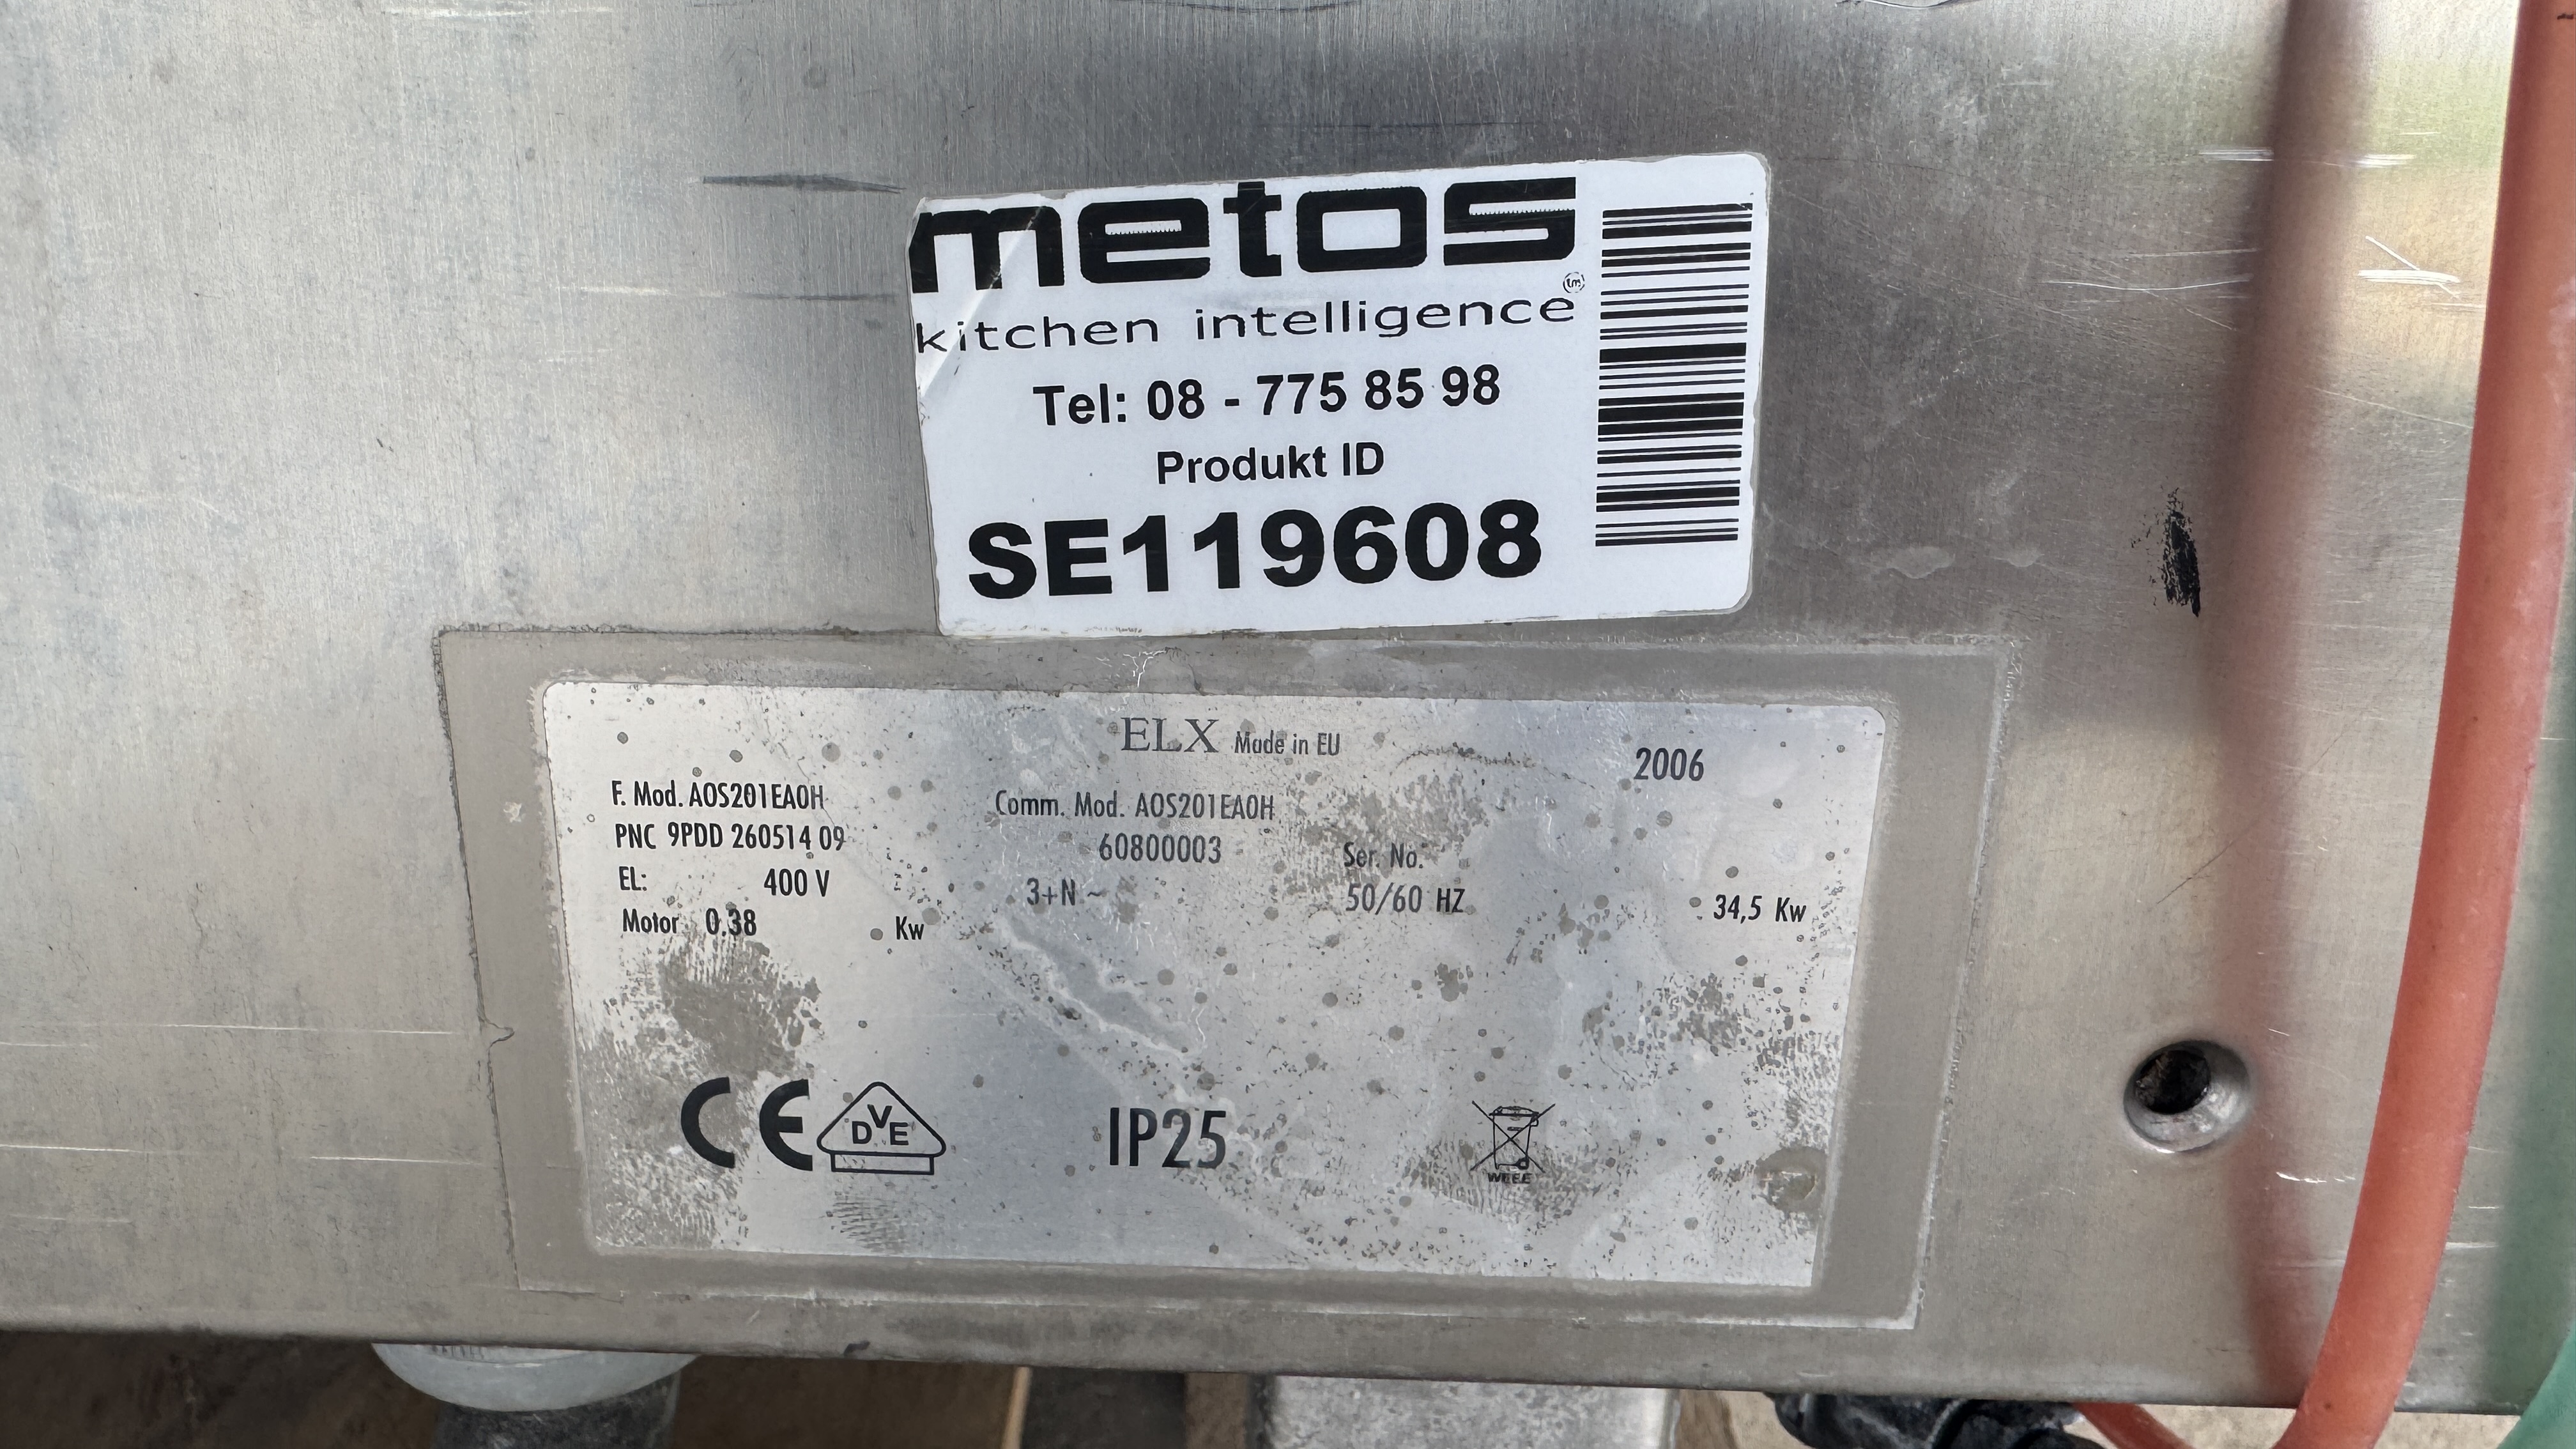 metos
kitchen intelligence
Tel: 08 - 775 85 98
Produkt ID
SE119608
ELX Made in EU
2006
F. Mod. AOS201EA0H
Comm. Mod. AOS201EA0H
PNC 9PDD 260514 09
60800003
Ser. No.
EL: 400 V
3+N ~
50/60 HZ
34,5 Kw
Motor 0.38 Kw
CE
DVE
IP25
WEEE